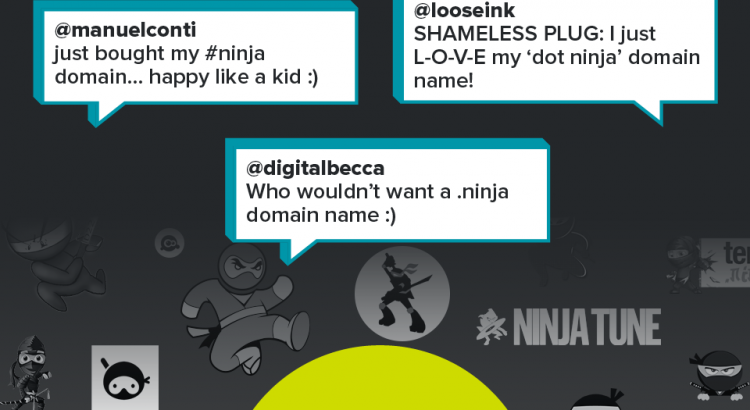 @manuelconti
just bought my #ninja
domain... happy like a kid :)
@looseink
SHAMELESS PLUG: I just
L-O-V-E my ‘dot ninja’ domain
name!
@digitalbecca
Who wouldn’t want a .ninja
domain name :)
NINJA TUNE